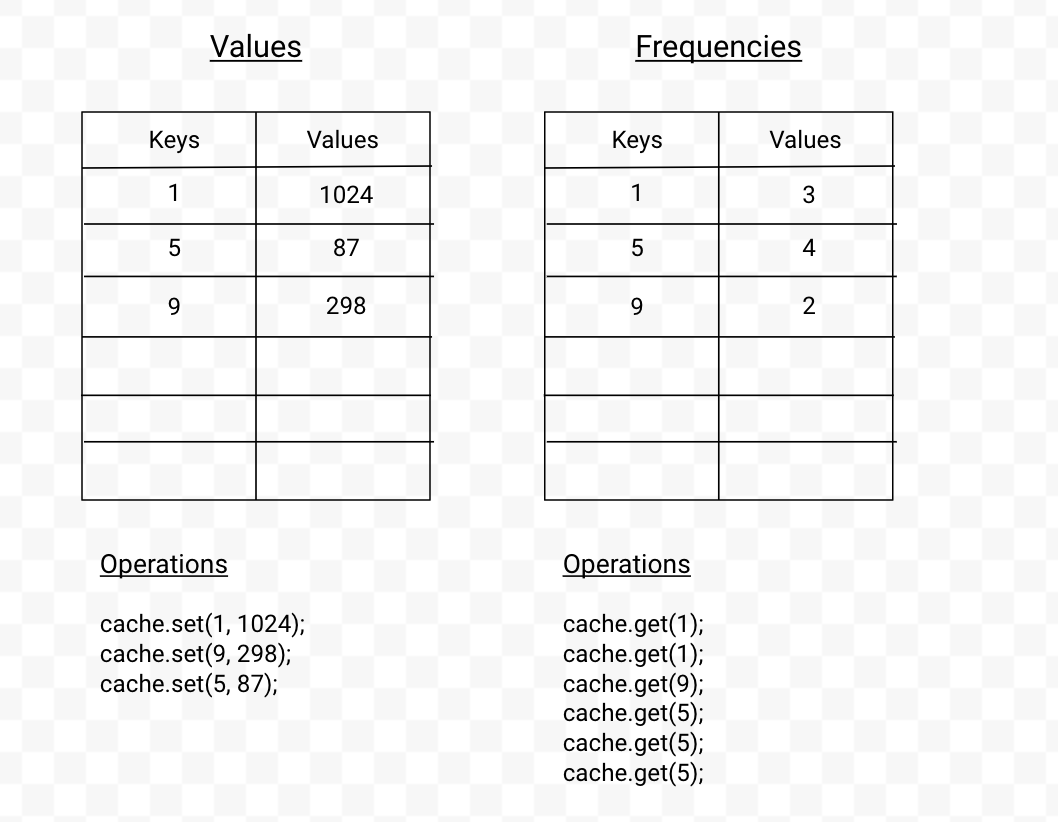 Values
Keys Values
1 1024
5 87
9 298
Operations
cache.set(1, 1024);
cache.set(9, 298);
cache.set(5, 87);
Frequencies
Keys Values
1 3
5 4
9 2
Operations
cache.get(1);
cache.get(1);
cache.get(9);
cache.get(5);
cache.get(5);
cache.get(5);